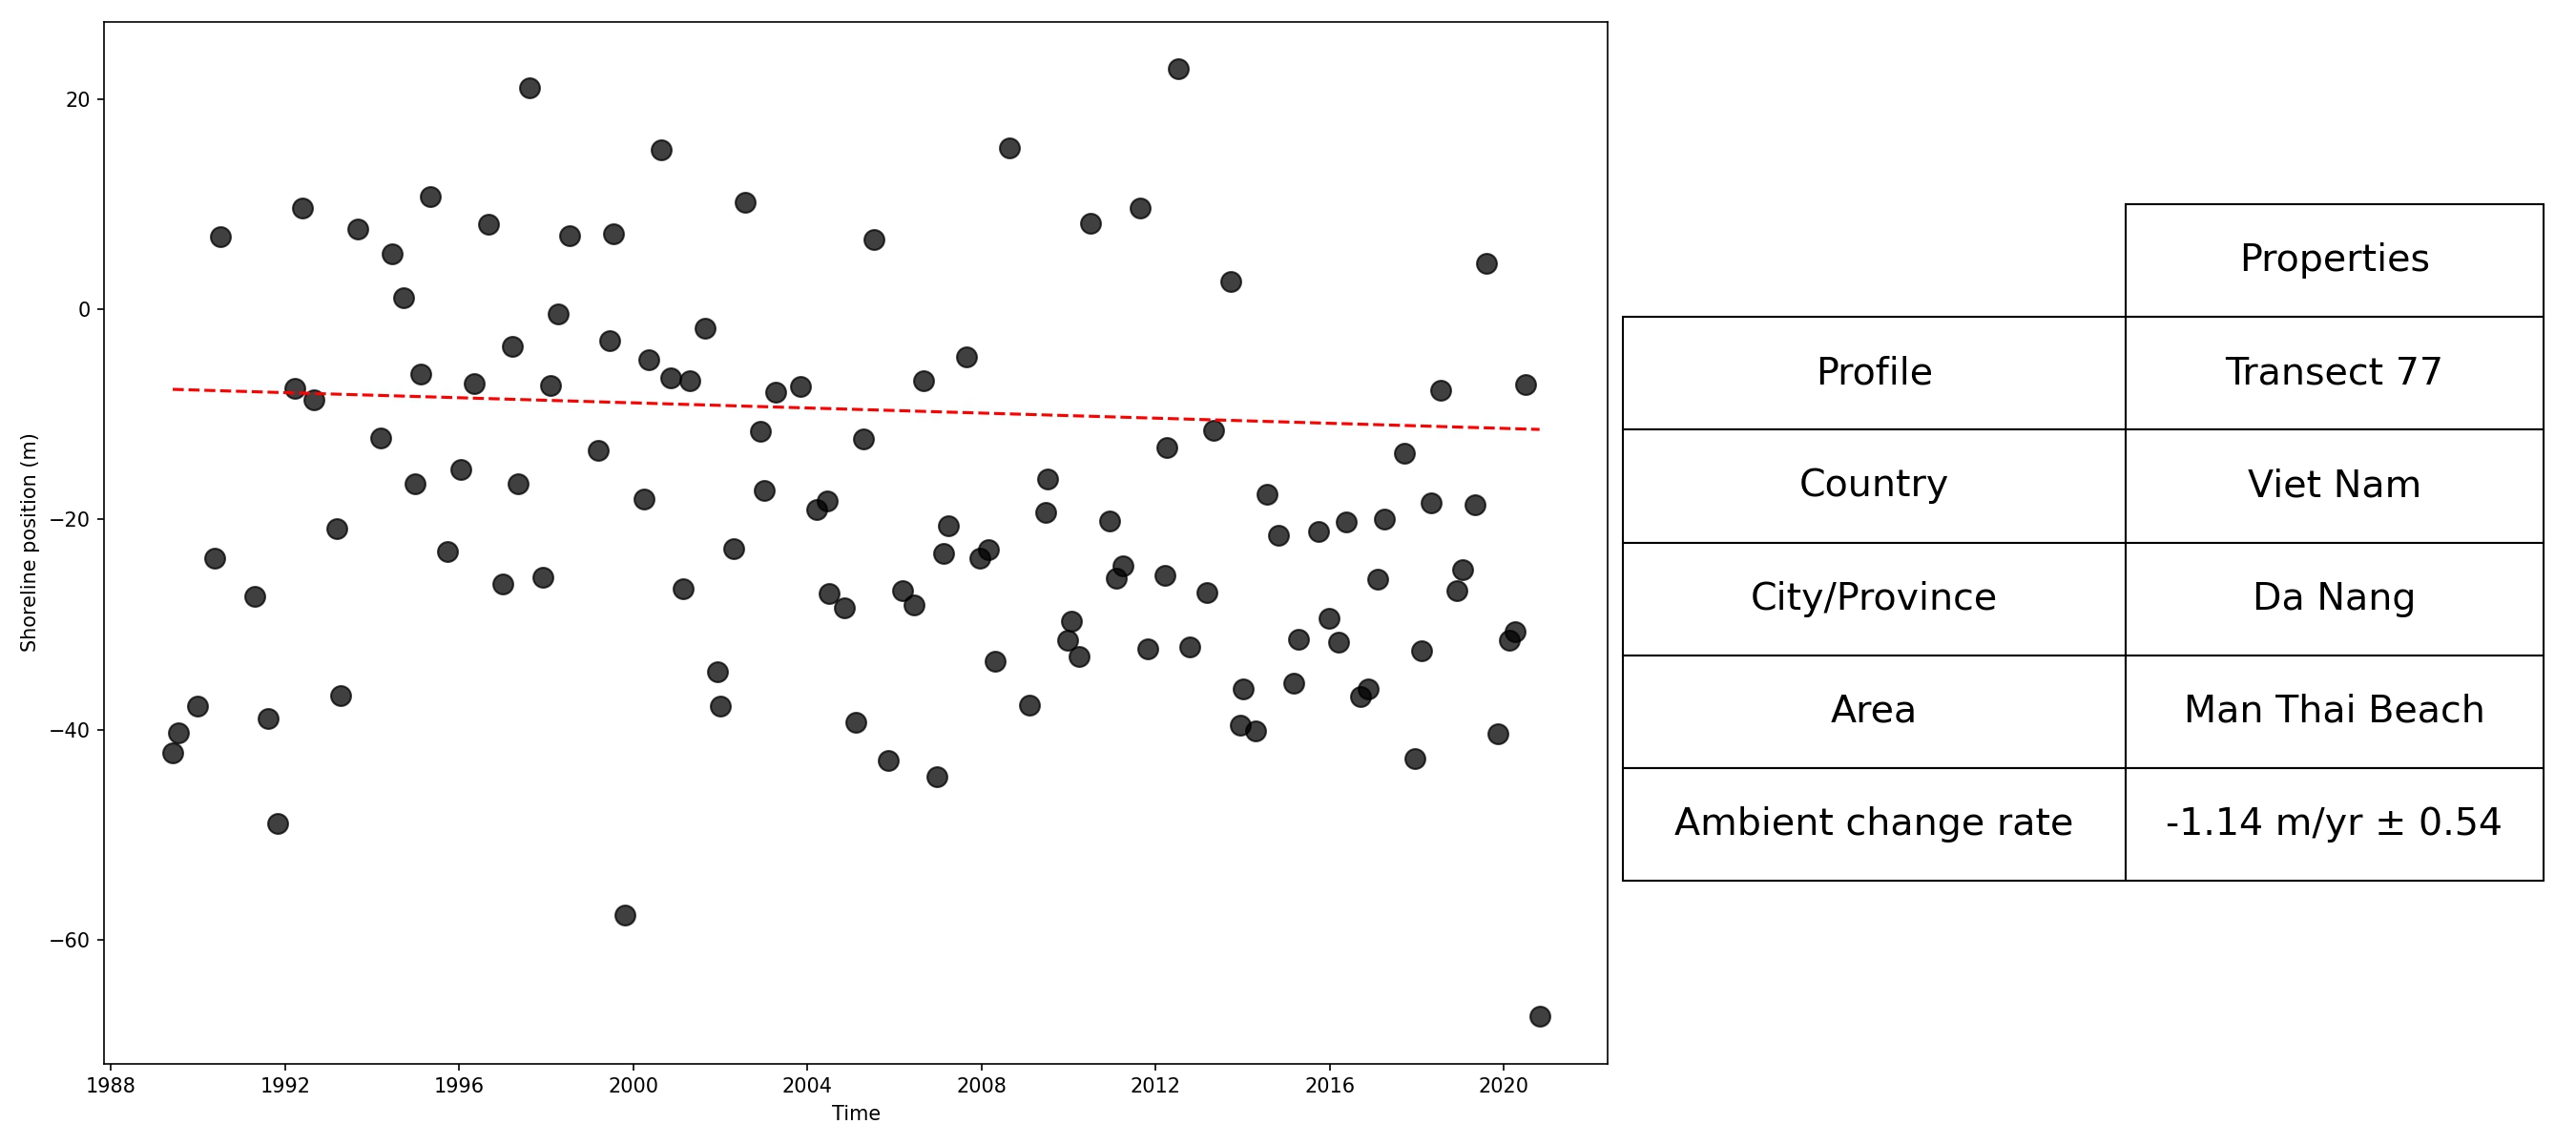 20
0
−20
−40
−60
Shoreline position (m)
1988 1992 1996 2000 2004 2008 2012 2016 2020
Time
Properties
Profile Transect 77
Country Viet Nam
City/Province Da Nang
Area Man Thai Beach
Ambient change rate -1.14 m/yr ± 0.54